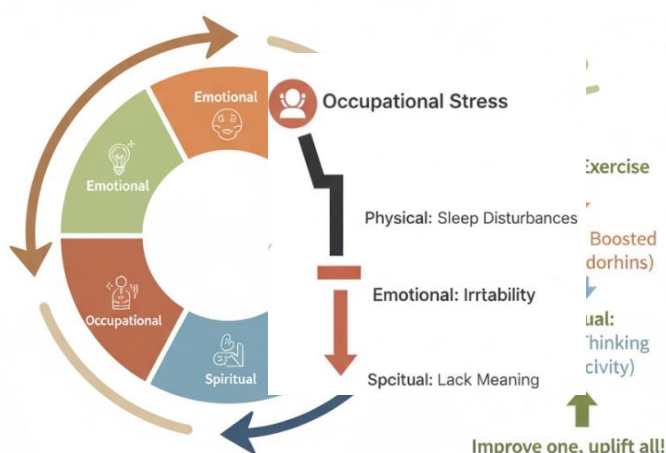 Emotional
Emotional
Occupational
Spiritual
Occupational Stress
Physical: Sleep Disturbances
Emotional: Irrtability
Spcitual: Lack Meaning
Exercise
Boosted
dorhins)
ual:
Thinking
civity)
Improve one, uplift all!